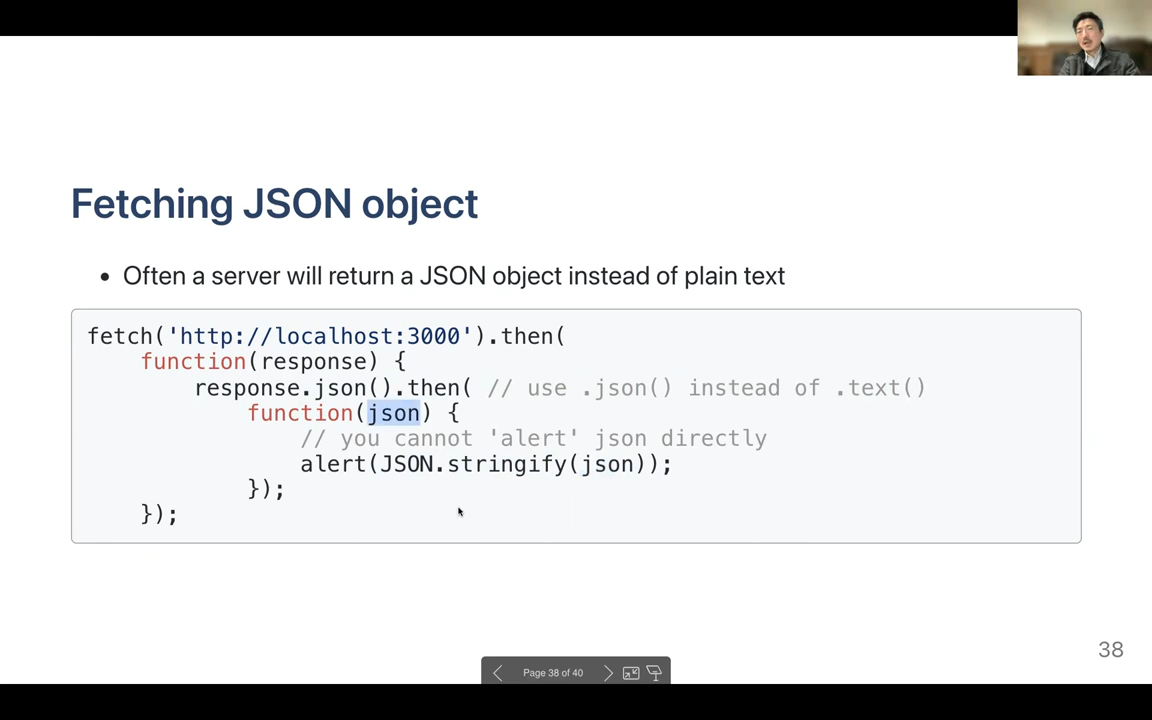 Fetching JSON object
• Often a server will return a JSON object instead of plain text
fetch('http://localhost:3000').then(
    function(response) {
        response.json().then( // use .json() instead of .text()
            function(json) {
                // you cannot 'alert' json directly
                alert(JSON.stringify(json));
            });
    });
38
Page 38 of 40